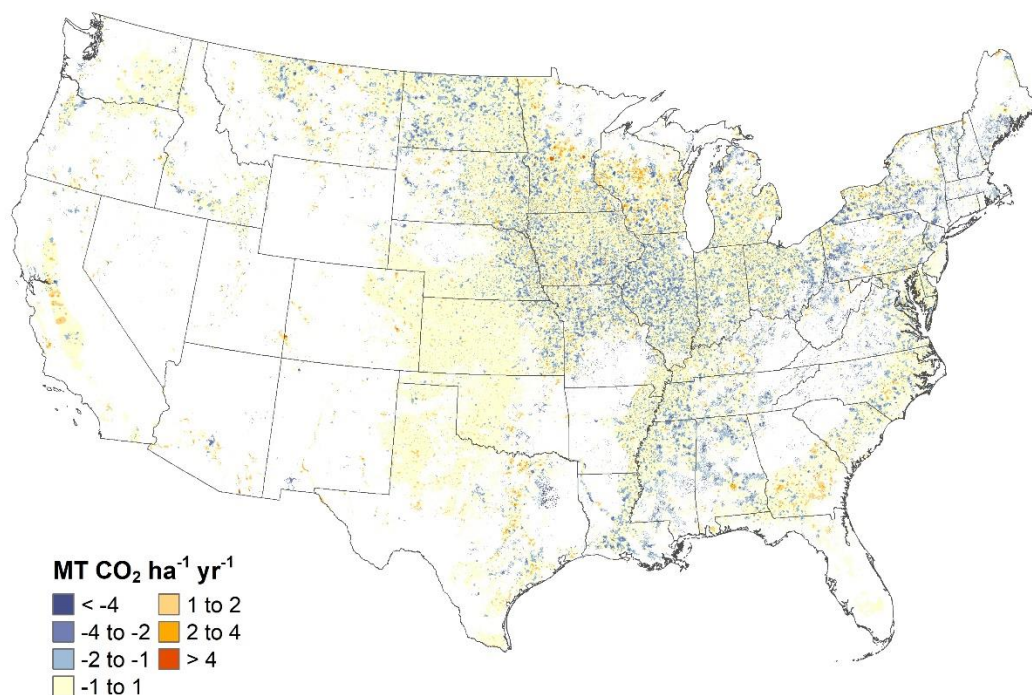 MT CO₂ ha⁻¹ yr⁻¹
< -4
1 to 2
-4 to -2
2 to 4
-2 to -1
> 4
-1 to 1